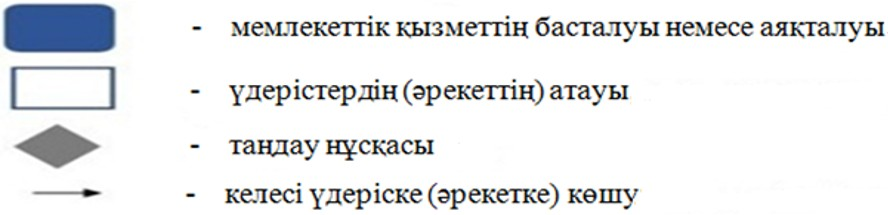 - мемлекеттік қызметтің басталуы немесе аяқталуы
- үдерістердің (әрекеттің) атауы
- таңдау нұсқасы
- келесі үдеріске (әрекетке) көшу